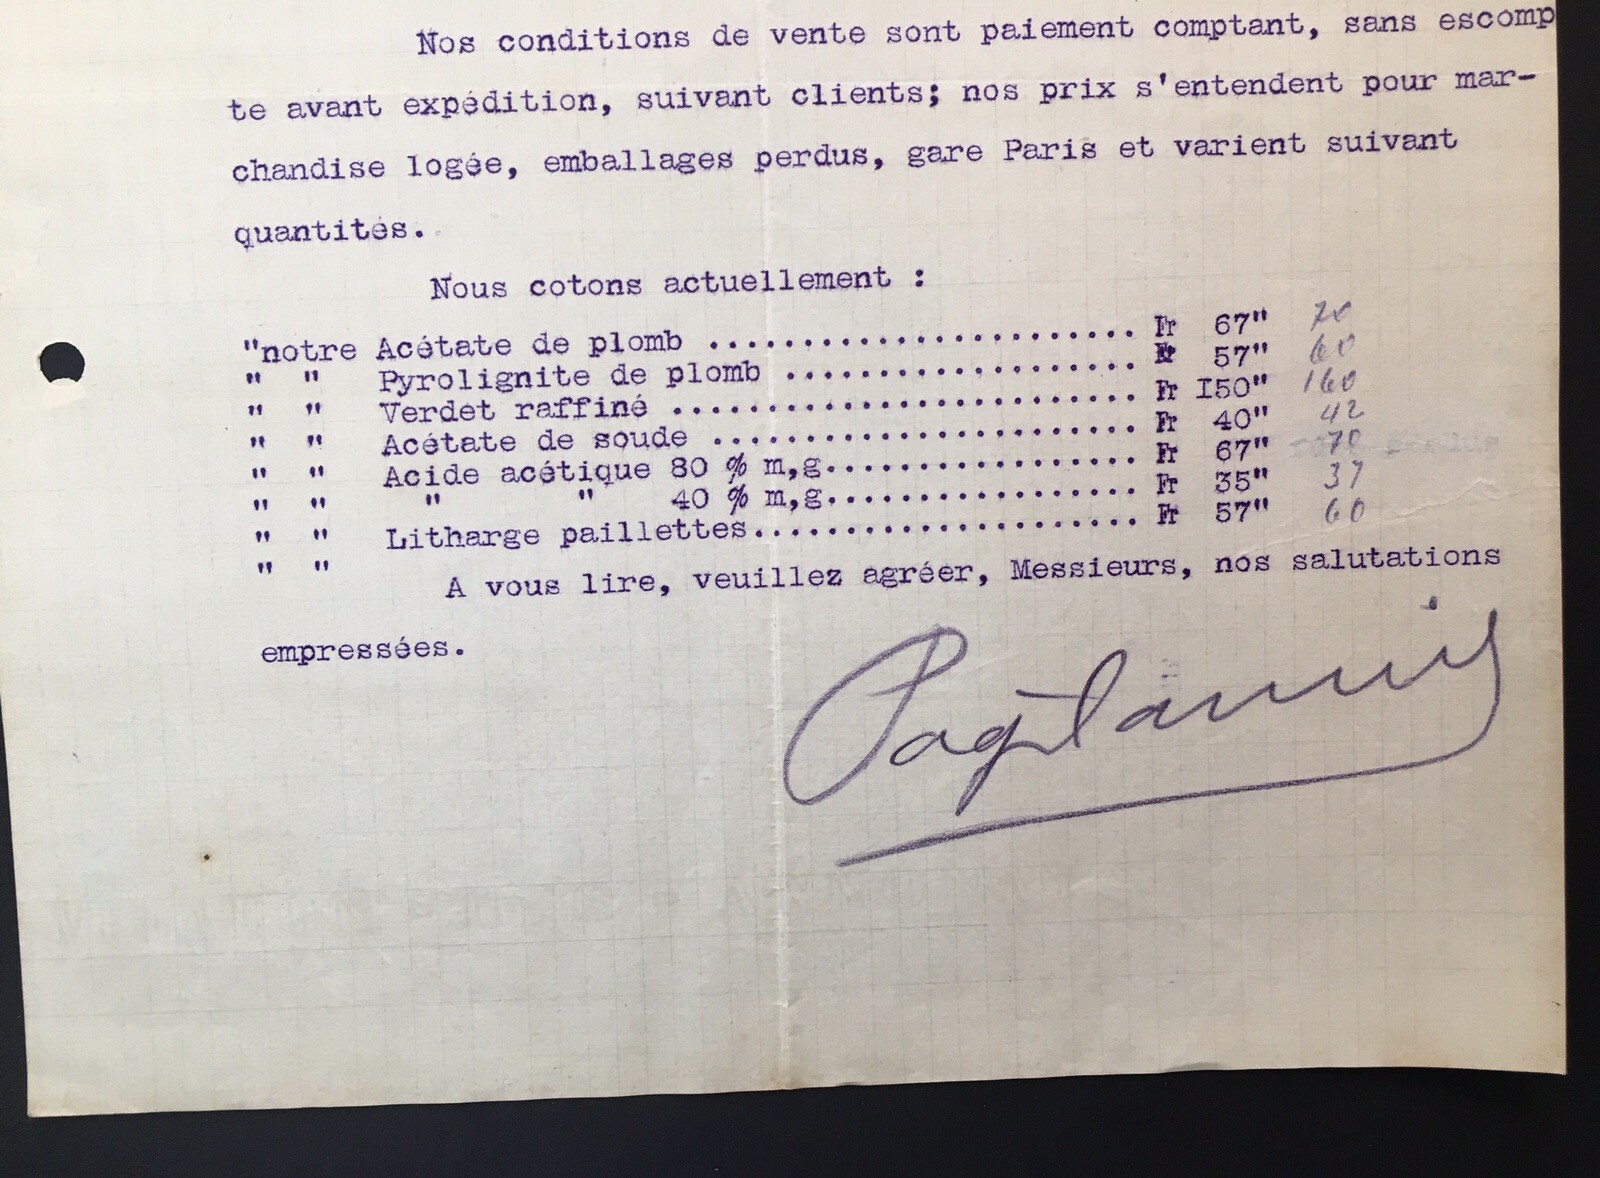 Nos conditions de vente sont paiement comptant, sans escomp
te avant expédition, suivant clients; nos prix s'entendent pour mar-
chandise logée, emballages perdus, gare Paris et varient suivant
quantités.
Nous cotons actuellement :
"notre Acétate de plomb ....................... Fr 67" 70
" " Pyrolignite de plomb ................... Fr 57" 60
" " Verdet raffiné ......................... Fr I50" 160
" " Acétate de soude ....................... Fr 40" 42
" " Acide acétique 80 % m,g................. Fr 67" 70
" " " " 40 % m,g................. Fr 35" 37
" " Litharge paillettes..................... Fr 57" 60
" "
A vous lire, veuillez agréer, Messieurs, nos salutations
empressées.